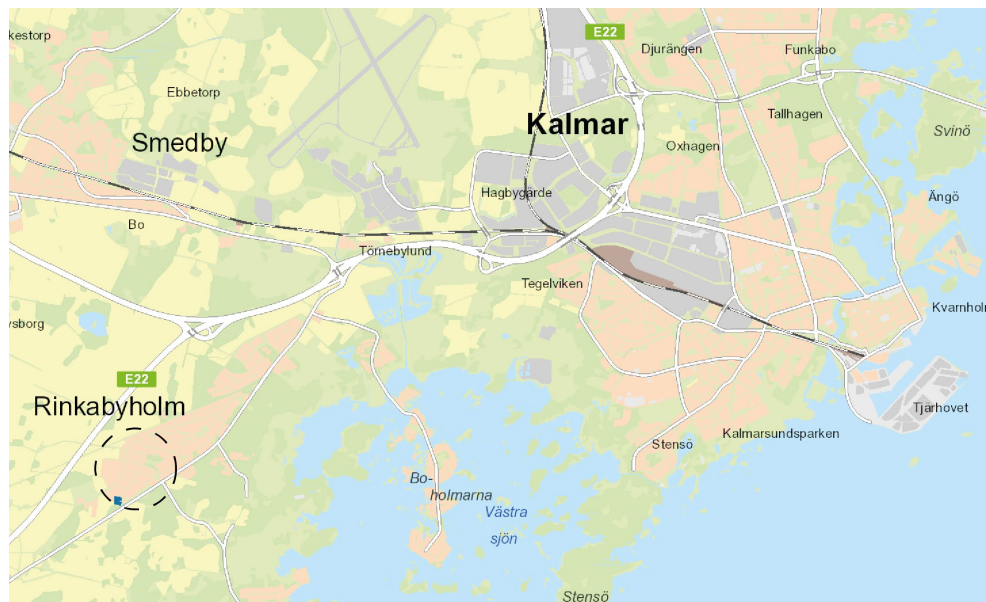 E22
kestorp
Djurängen
Funkabo
Ebbetorp
Smedby
Kalmar
Tallhagen
Svinö
Oxhagen
Hagbygärde
Ängö
Bo
Törnebylund
Tegelviken
Kvarnholm
vsborg
E22
Rinkabyholm
Tjärhovet
Kalmarsundsparken
Stensö
Bo-
holmarna
Västra
sjön
Stensö